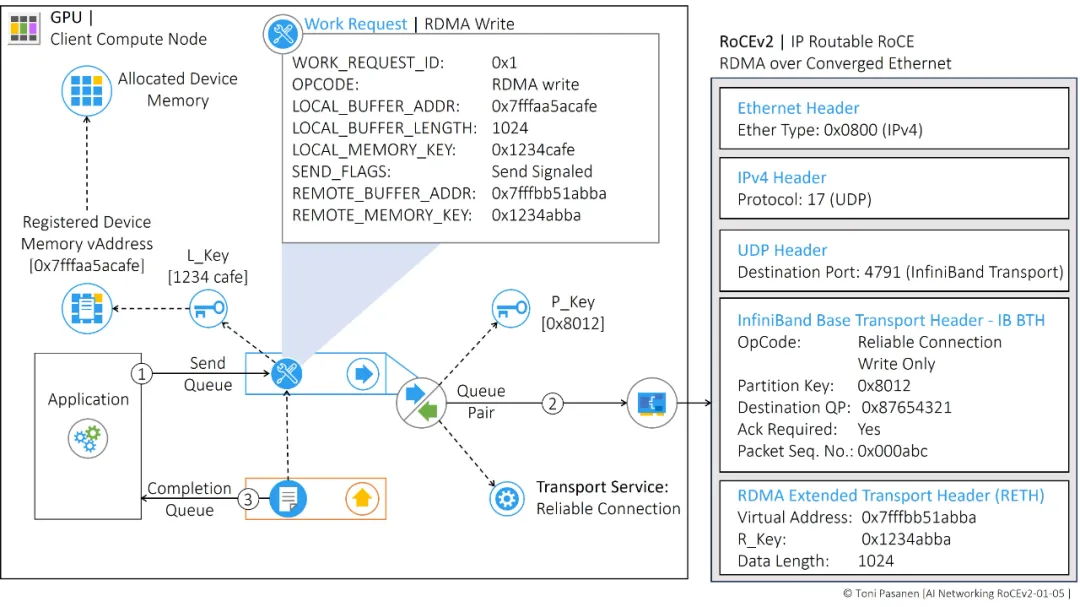 GPU |
Client Compute Node
Allocated Device
Memory
Registered Device
Memory vAddress
[0x7fffaa5acafe]
L_Key
[1234 cafe]
Work Request | RDMA Write
WORK_REQUEST_ID: 0x1
OPCODE: RDMA write
LOCAL_BUFFER_ADDR: 0x7fffaa5acafe
LOCAL_BUFFER_LENGTH: 1024
LOCAL_MEMORY_KEY: 0x1234cafe
SEND_FLAGS: Send Signaled
REMOTE_BUFFER_ADDR: 0x7fffbb51abba
REMOTE_MEMORY_KEY: 0x1234abba
P_Key
[0x8012]
Application
1
Send
Queue
Queue
Pair
2
Completion
Queue
3
Transport Service:
Reliable Connection
RoCEv2 | IP Routable RoCE
RDMA over Converged Ethernet
Ethernet Header
Ether Type: 0x0800 (IPv4)
IPv4 Header
Protocol: 17 (UDP)
UDP Header
Destination Port: 4791 (InfiniBand Transport)
InfiniBand Base Transport Header - IB BTH
OpCode: Reliable Connection
Write Only
Partition Key: 0x8012
Destination QP: 0x87654321
Ack Required: Yes
Packet Seq. No.: 0x000abc
RDMA Extended Transport Header (RETH)
Virtual Address: 0x7fffbb51abba
R_Key: 0x1234abba
Data Length: 1024
© Toni Pasanen |AI Networking RoCEv2-01-05 |